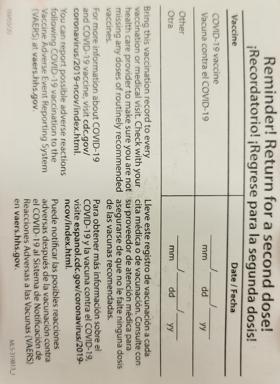 Reminder! Return for a second dose!
¡Recordatorio! ¡Regrese para la segunda dosis!
Vaccine Date / Fecha
COVID-19 vaccine
Vacuna contra el COVID-19
/ /
mm dd yy
Other
Otra
/ /
mm dd yy
Bring this vaccination record to every
vaccination or medical visit. Check with your
health care provider to make sure you are not
missing any doses of routinely recommended
vaccines.
For more information about COVID-19
and COVID-19 vaccine, visit cdc.gov/
coronavirus/2019-ncov/index.html.
You can report possible adverse reactions
following COVID-19 vaccination to the
Vaccine Adverse Event Reporting System
(VAERS) at vaers.hhs.gov.
Lleve este registro de vacunación a cada
cita médica o de vacunación. Consulte con
su proveedor de atención médica para
asegurarse de que no le falte ninguna dosis
de las vacunas recomendadas.
Para obtener más información sobre el
COVID-19 y la vacuna contra el COVID-19,
visite espanol.cdc.gov/coronavirus/2019-
ncov/index.html.
Puede notificar las posibles reacciones
adversas después de la vacunación contra
el COVID-19 al Sistema de Notificación de
Reacciones Adversas a las Vacunas (VAERS)
en vaers.hhs.gov.